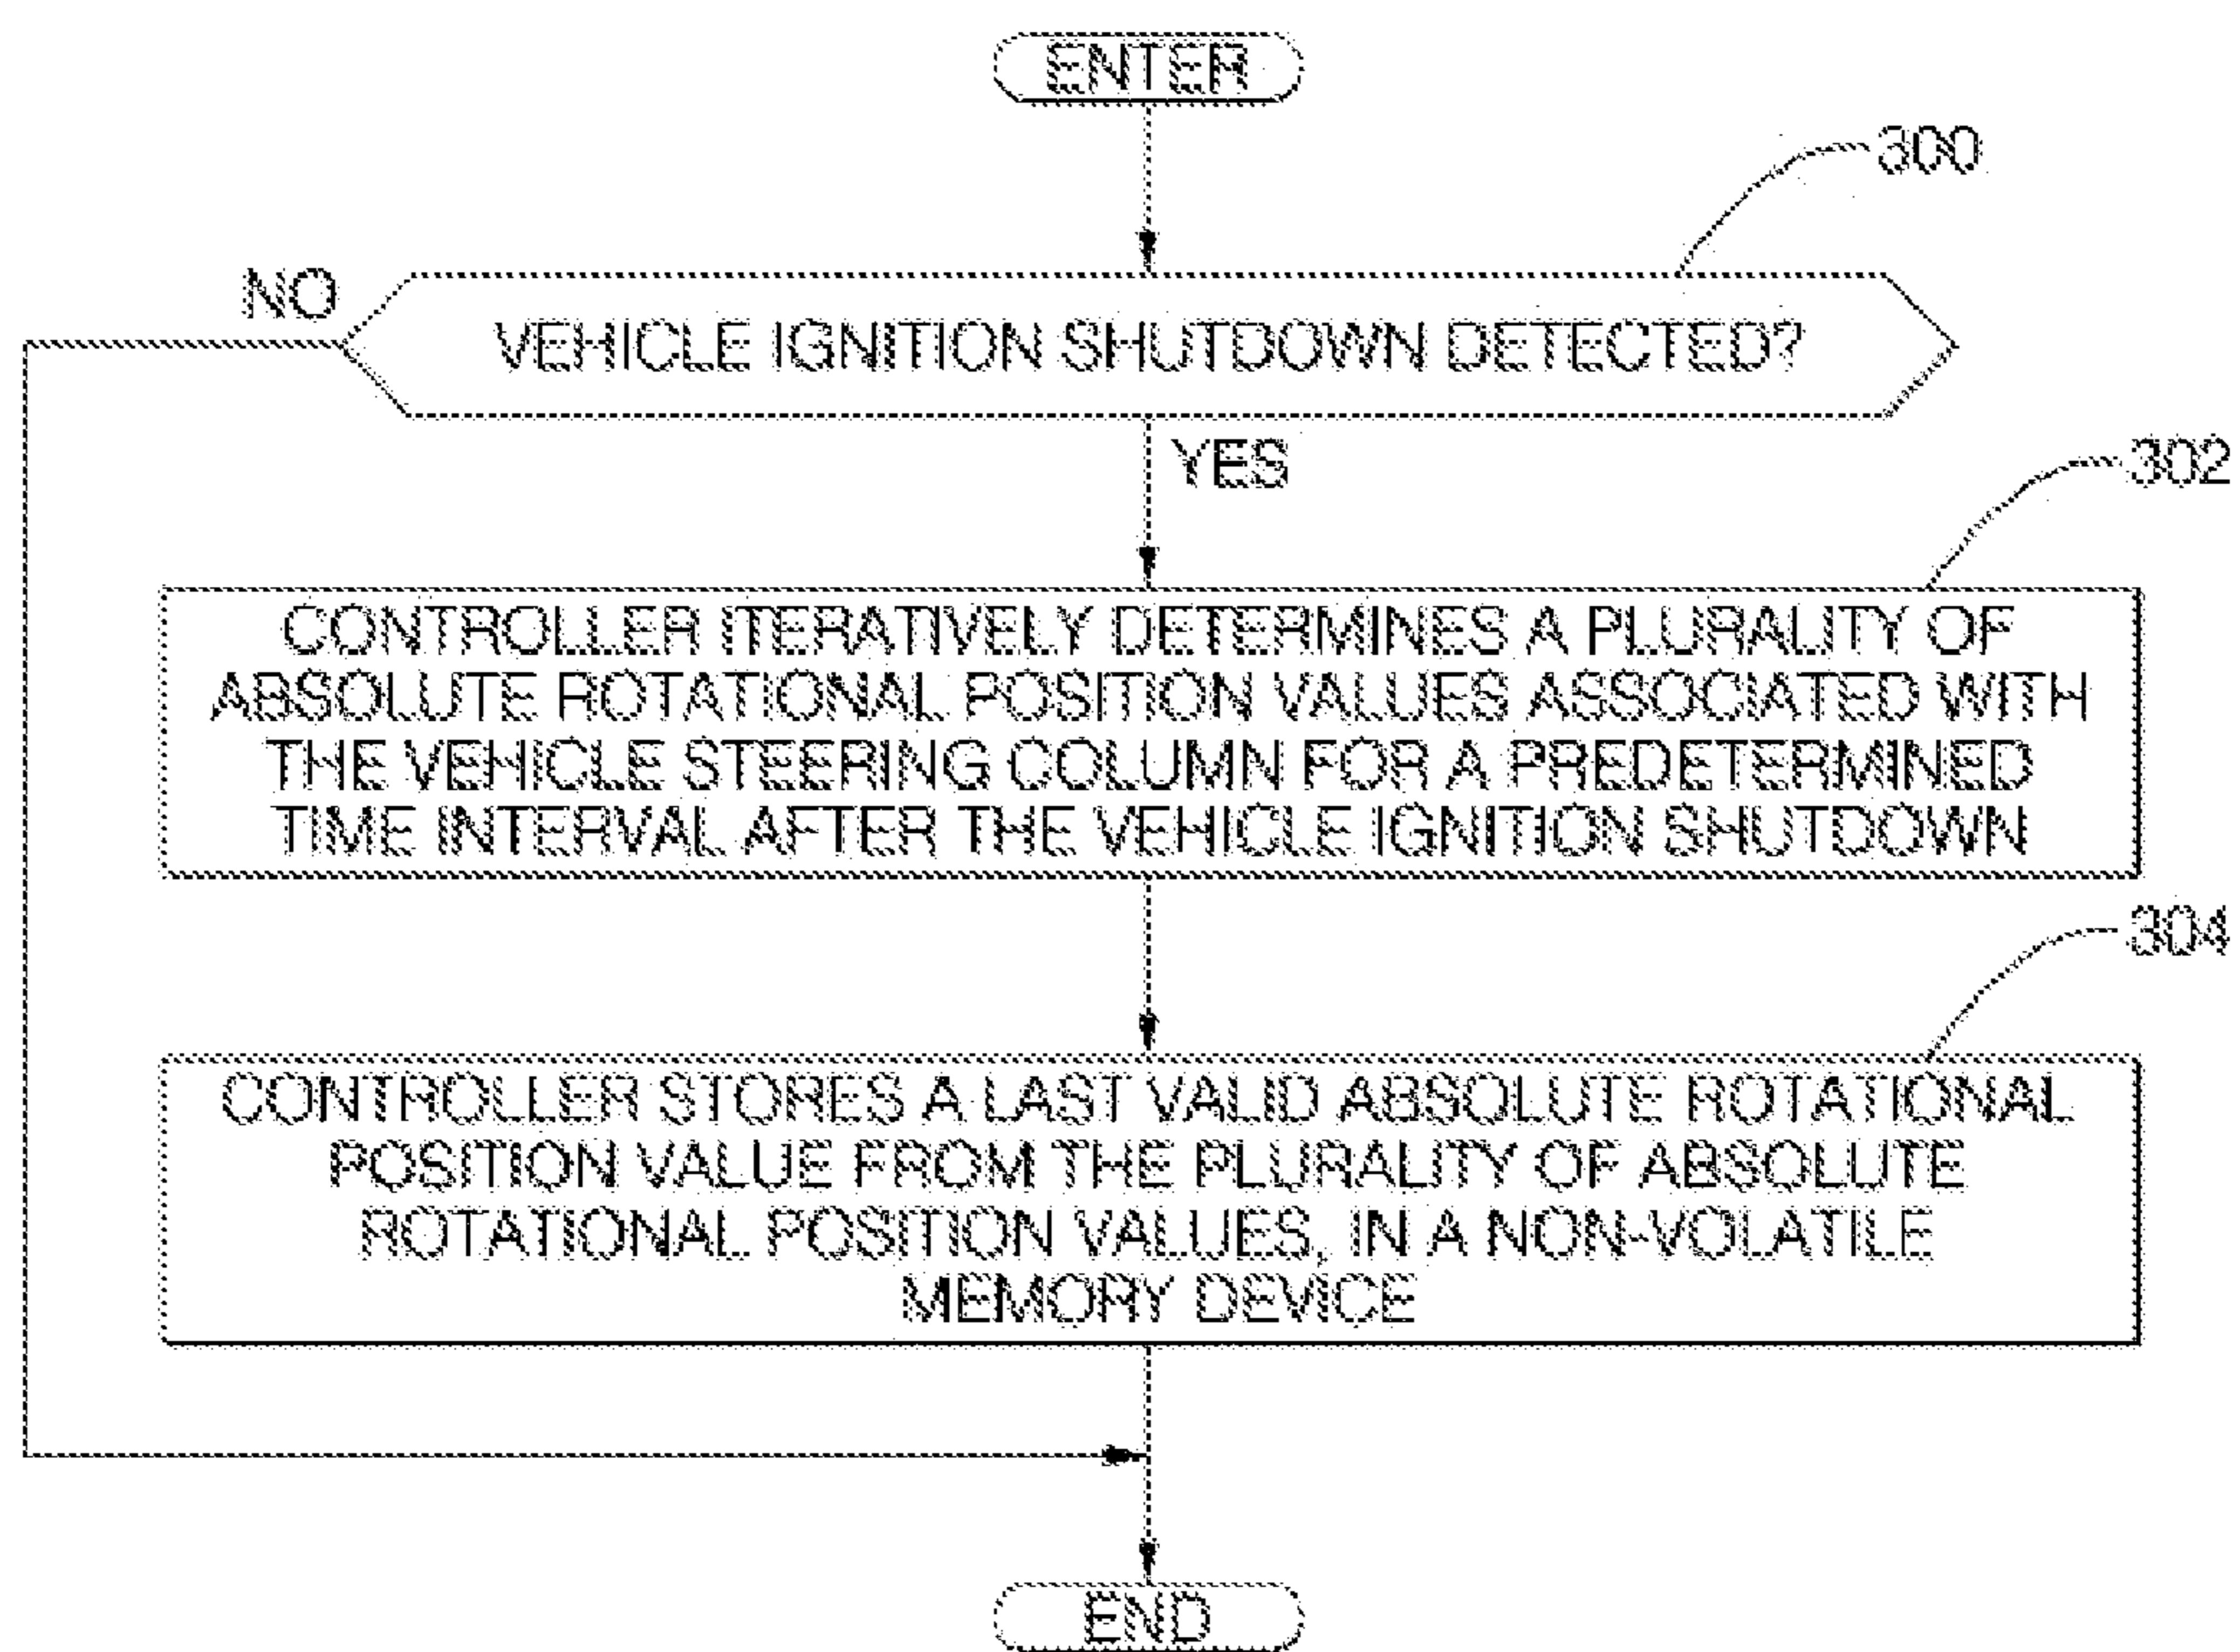 ENTER
300
NO
VEHICLE IGNITION SHUTDOWN DETECTED?
YES
302
CONTROLLER ITERATIVELY DETERMINES A PLURALITY OF
ABSOLUTE ROTATIONAL POSITION VALUES ASSOCIATED WITH
THE VEHICLE STEERING COLUMN FOR A PREDETERMINED
TIME INTERVAL AFTER THE VEHICLE IGNITION SHUTDOWN
304
CONTROLLER STORES A LAST VALID ABSOLUTE ROTATIONAL
POSITION VALUE FROM THE PLURALITY OF ABSOLUTE
ROTATIONAL POSITION VALUES, IN A NON-VOLATILE
MEMORY DEVICE
END